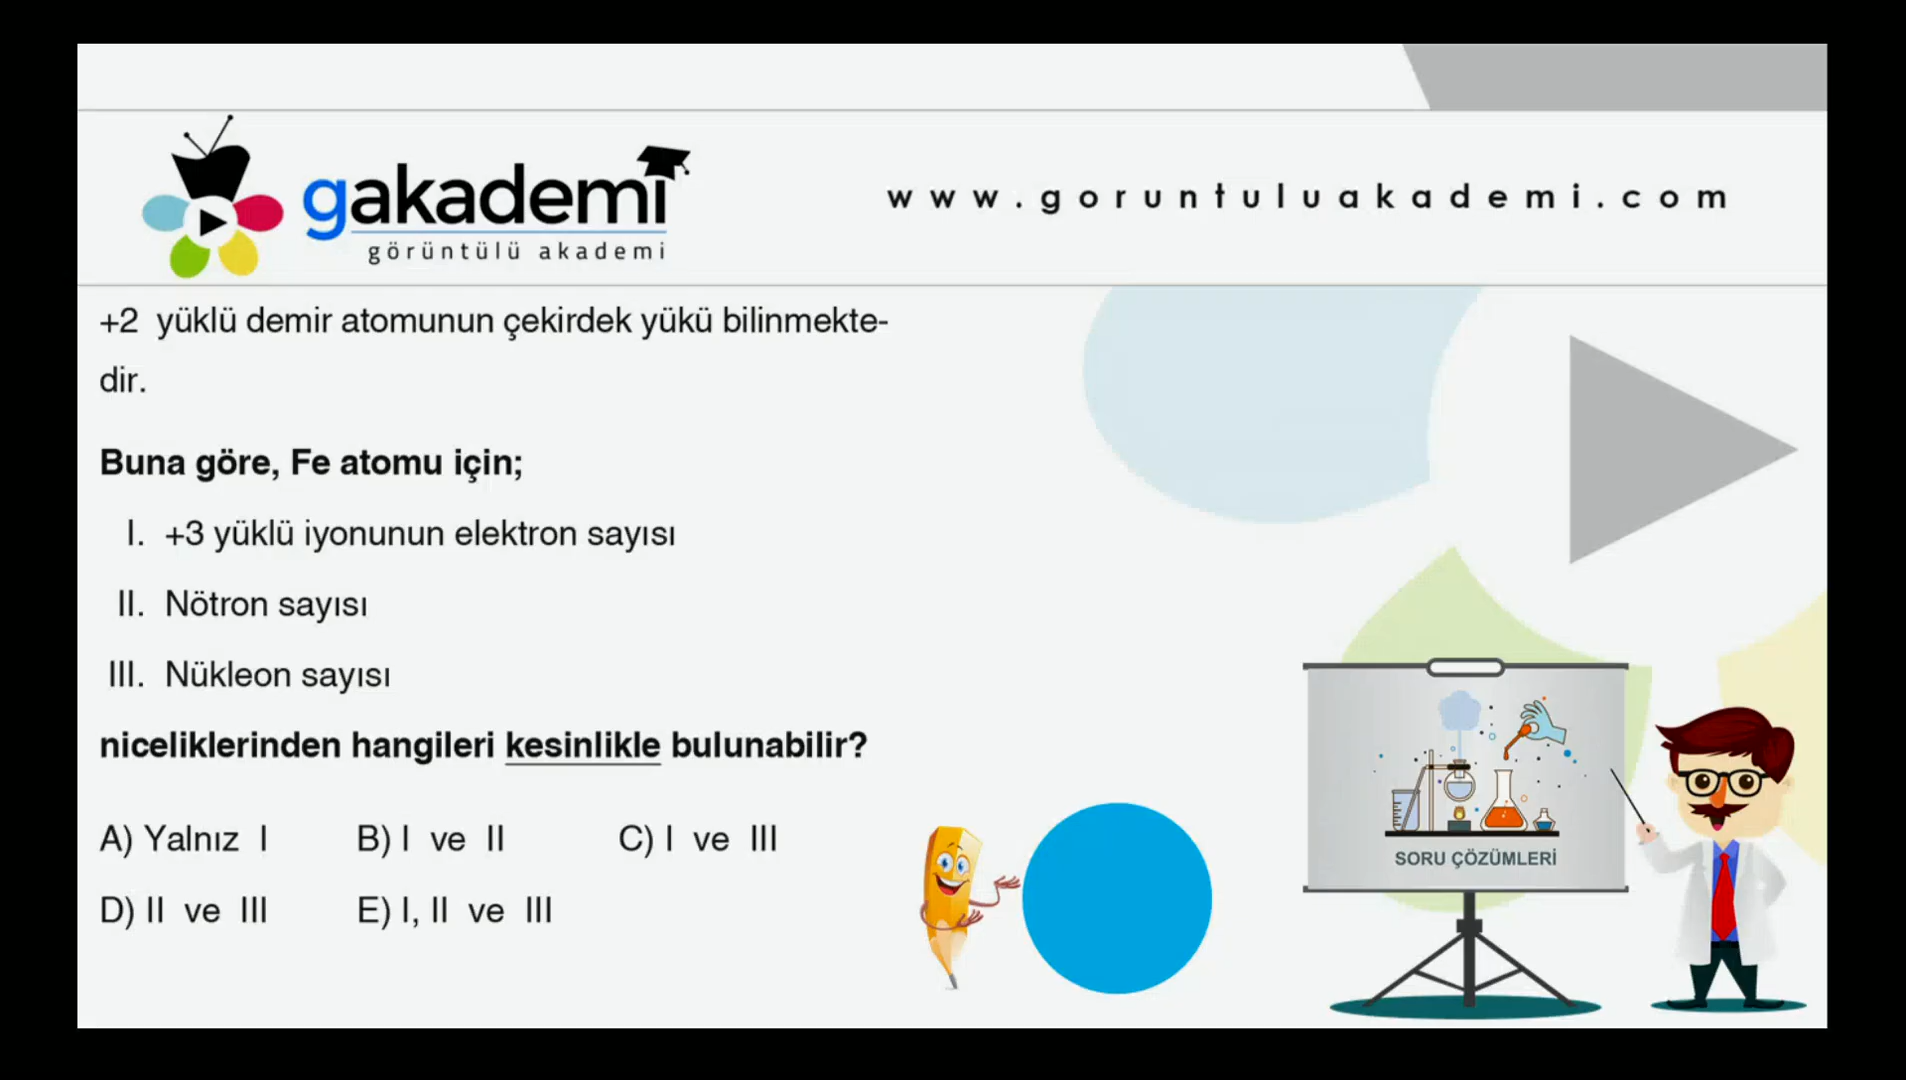 gakademi
görüntülü akademi
www.goruntuluakademi.com
+2 yüklü demir atomunun çekirdek yükü bilinmekte-
dir.
Buna göre, Fe atomu için;
I. +3 yüklü iyonunun elektron sayısı
II. Nötron sayısı
III. Nükleon sayısı
niceliklerinden hangileri kesinlikle bulunabilir?
A) Yalnız I B) I ve II C) I ve III
D) II ve III E) I, II ve III
SORU ÇÖZÜMLERİ